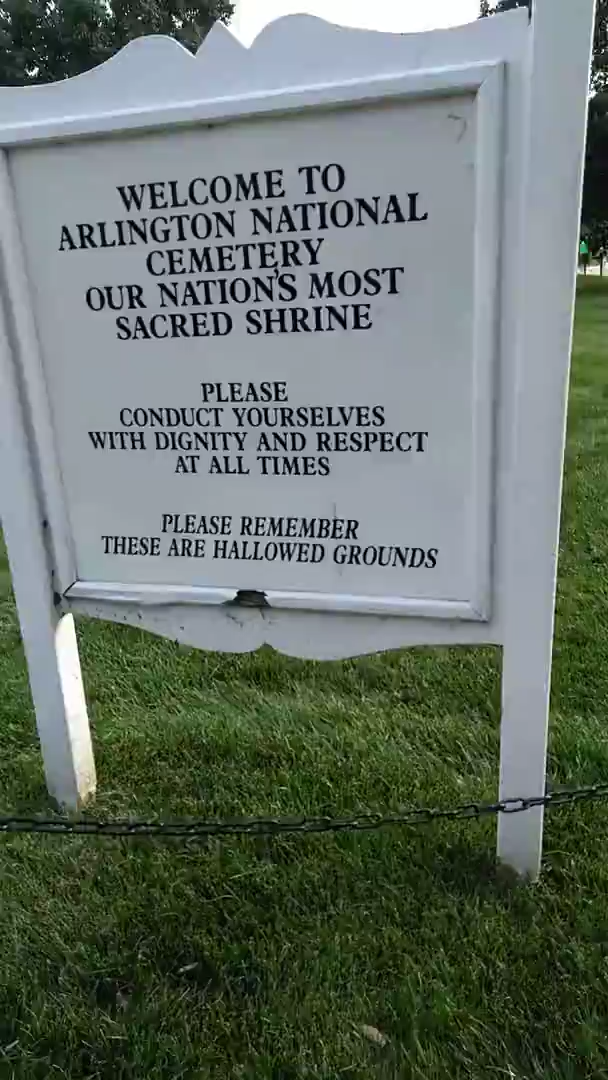 WELCOME TO
ARLINGTON NATIONAL
CEMETERY
OUR NATION'S MOST
SACRED SHRINE
PLEASE
CONDUCT YOURSELVES
WITH DIGNITY AND RESPECT
AT ALL TIMES
PLEASE REMEMBER
THESE ARE HALLOWED GROUNDS